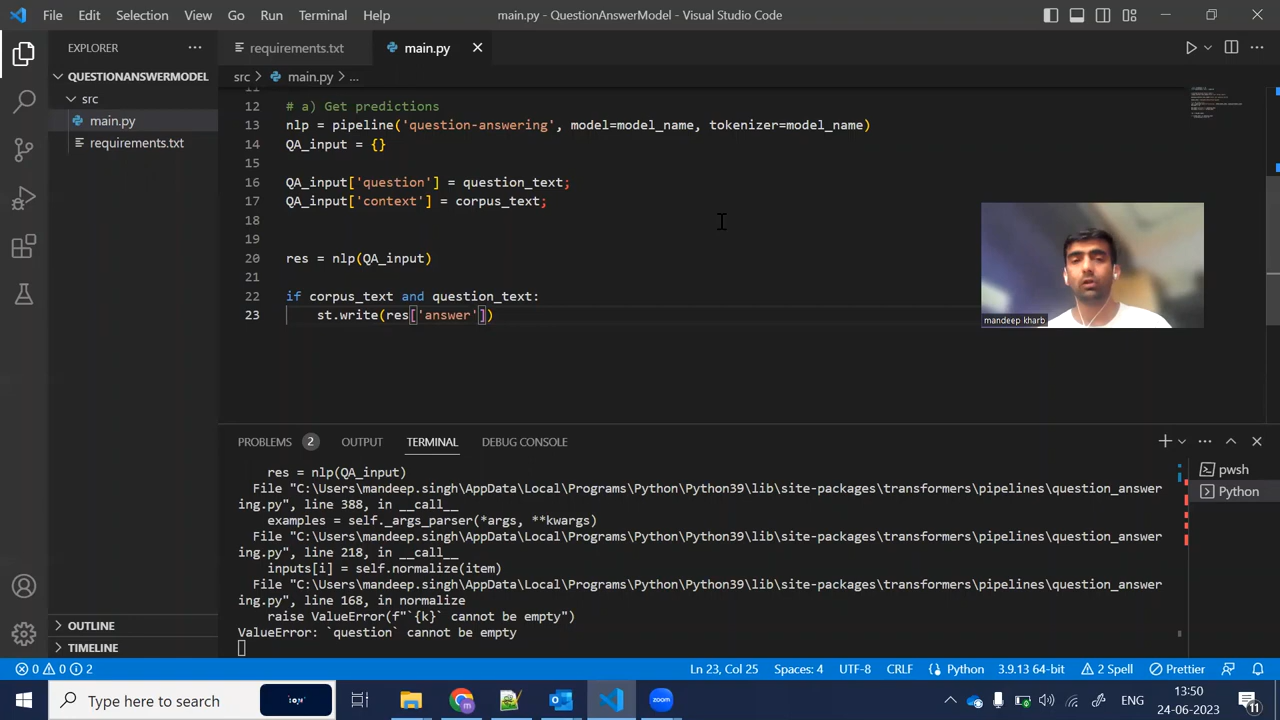 File Edit Selection View Go Run Terminal Help
main.py - QuestionAnswerModel - Visual Studio Code
EXPLORER
QUESTIONANSWERMODEL
src
main.py
requirements.txt
OUTLINE
TIMELINE
requirements.txt main.py
src > main.py > ...
12 # a) Get predictions
13 nlp = pipeline('question-answering', model=model_name, tokenizer=model_name)
14 QA_input = {}
15
16 QA_input['question'] = question_text;
17 QA_input['context'] = corpus_text;
18
19
20 res = nlp(QA_input)
21
22 if corpus_text and question_text:
23 st.write(res['answer'])
mandeep kharb
PROBLEMS 2 OUTPUT TERMINAL DEBUG CONSOLE
res = nlp(QA_input)
File "C:\Users\mandeep.singh\AppData\Local\Programs\Python\Python39\lib\site-packages\transformers\pipelines\question_answer
ing.py", line 388, in __call__
examples = self._args_parser(*args, **kwargs)
File "C:\Users\mandeep.singh\AppData\Local\Programs\Python\Python39\lib\site-packages\transformers\pipelines\question_answer
ing.py", line 218, in __call__
inputs[i] = self.normalize(item)
File "C:\Users\mandeep.singh\AppData\Local\Programs\Python\Python39\lib\site-packages\transformers\pipelines\question_answer
ing.py", line 168, in normalize
raise ValueError(f"`{k}` cannot be empty")
ValueError: `question` cannot be empty
pwsh
Python
0 0 2
Ln 23, Col 25 Spaces: 4 UTF-8 CRLF Python 3.9.13 64-bit 2 Spell Prettier
Type here to search
zoom
ENG
13:50
24-06-2023
11